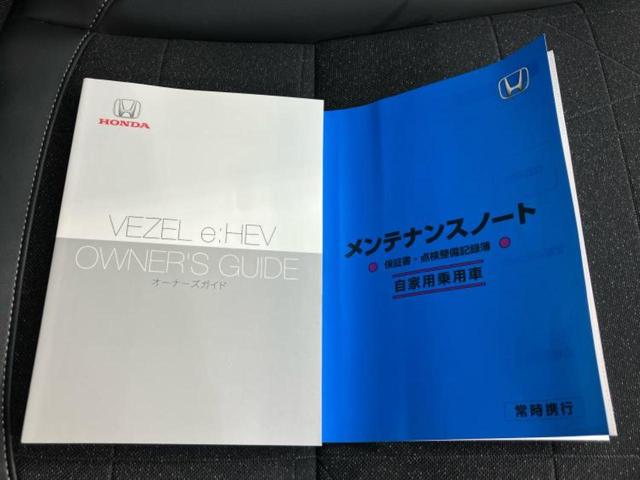 HONDA
VEZEL e:HEV
OWNER'S GUIDE
オーナーズガイド
メンテナンスノート
保証書・点検整備記録簿
自家用乗用車
常時携行